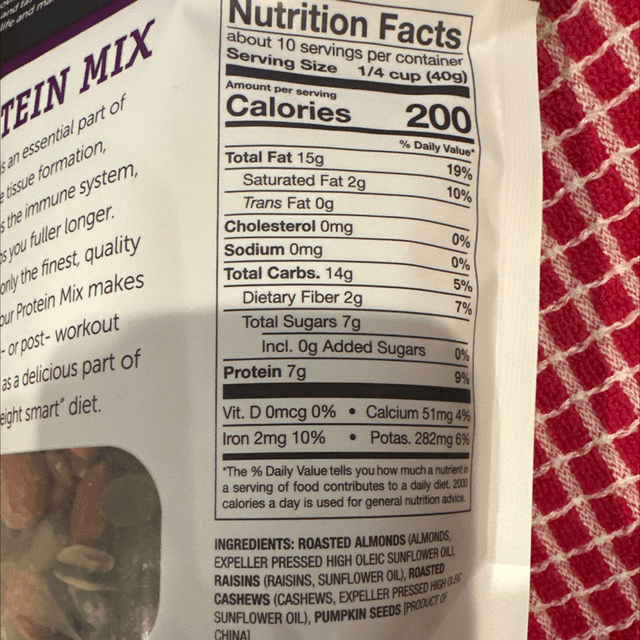 TEIN MIX
s an essential part of
tissue formation,
s the immune system,
you fuller longer.
only the finest, quality
our Protein Mix makes
- or post- workout
as a delicious part of
eight smart" diet.
Nutrition Facts
about 10 servings per container
Serving Size 1/4 cup (40g)
Amount per serving
Calories 200
% Daily Value*
Total Fat 15g 19%
Saturated Fat 2g 10%
Trans Fat 0g
Cholesterol 0mg 0%
Sodium 0mg 0%
Total Carbs. 14g 5%
Dietary Fiber 2g 7%
Total Sugars 7g
Incl. 0g Added Sugars 0%
Protein 7g 9%
Vit. D 0mcg 0% • Calcium 51mg 4%
Iron 2mg 10% • Potas. 282mg 6%
*The % Daily Value tells you how much a nutrient in
a serving of food contributes to a daily diet. 2000
calories a day is used for general nutrition advice.
INGREDIENTS: ROASTED ALMONDS (ALMONDS,
EXPELLER PRESSED HIGH OLEIC SUNFLOWER OIL),
RAISINS (RAISINS, SUNFLOWER OIL), ROASTED
CASHEWS (CASHEWS, EXPELLER PRESSED HIGH OLEIC
SUNFLOWER OIL), PUMPKIN SEEDS [PRODUCT OF
CHINA]